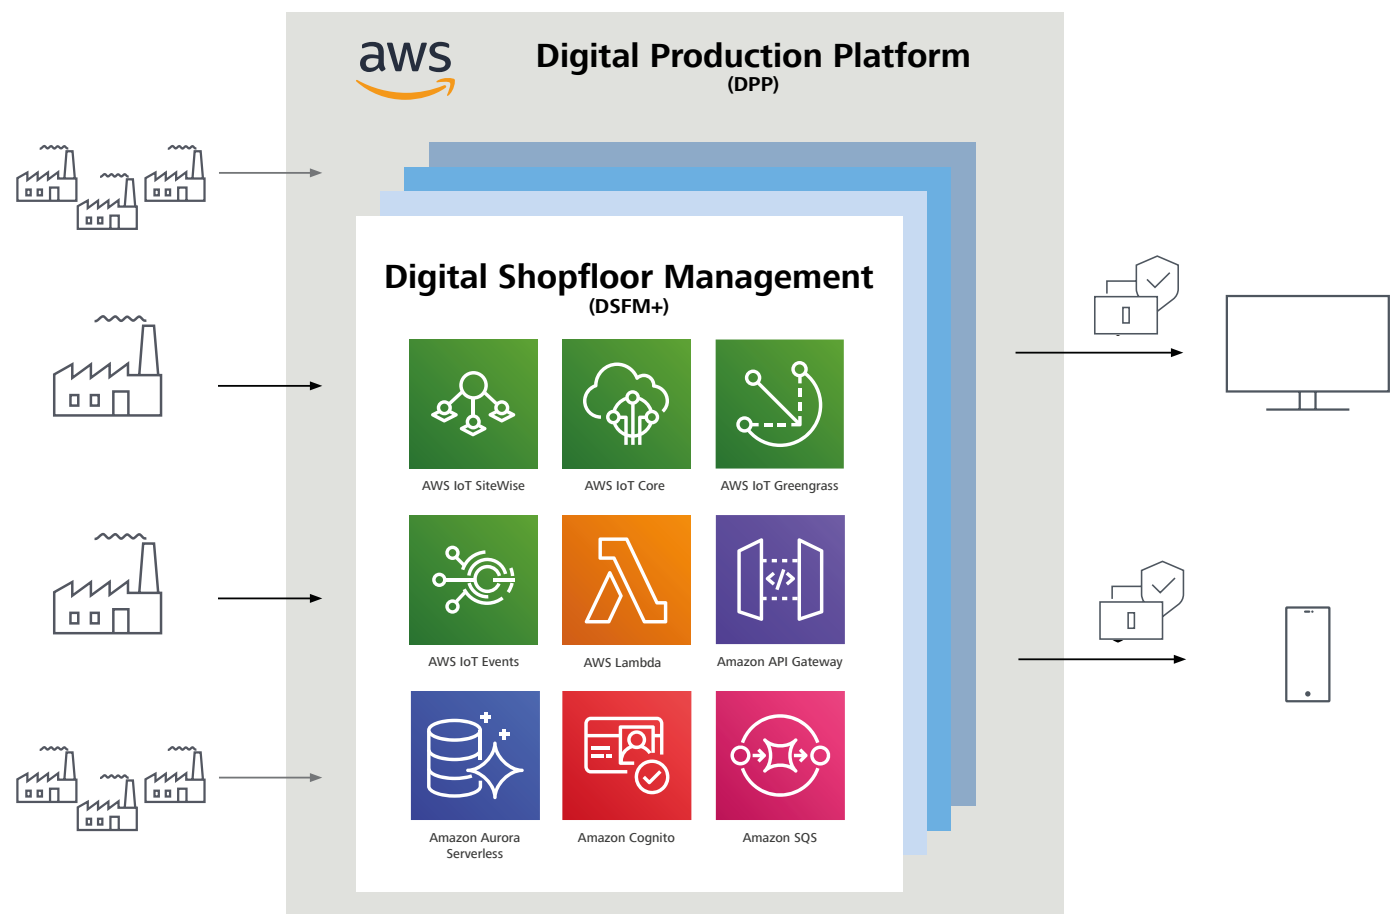 aws
Digital Production Platform
(DPP)
Digital Shopfloor Management
(DSFM+)
AWS IoT SiteWise
AWS IoT Core
AWS IoT Greengrass
</>
AWS IoT Events
AWS Lambda
Amazon API Gateway
Amazon Aurora
Serverless
Amazon Cognito
Amazon SQS